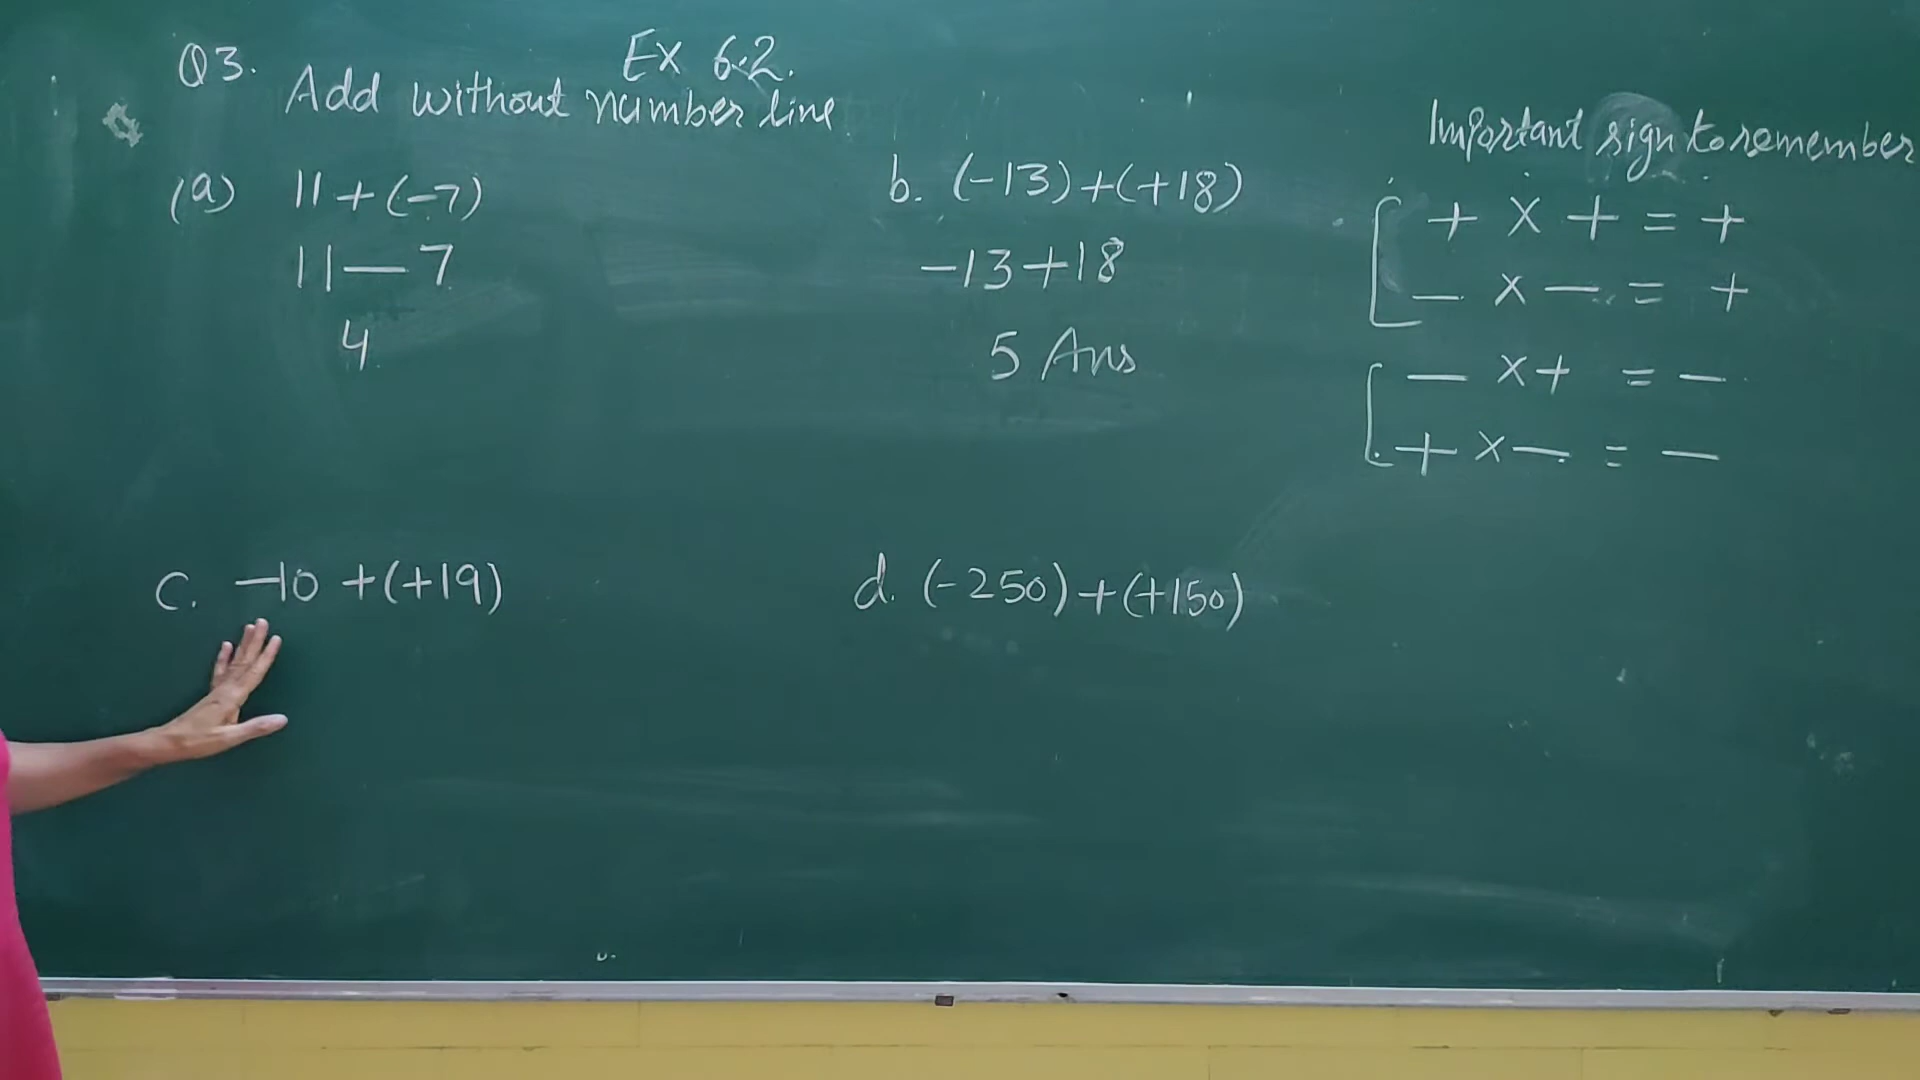 Ex 6.2.
Q3. Add without number line
(a) 11 + (-7)
11 - 7
4
b. (-13) + (+18)
-13 + 18
5 Ans
Important sign to remember
+ × + = +
- × - = +
- × + = -
+ × - = -
c. -10 + (+19)
d. (-250) + (+150)